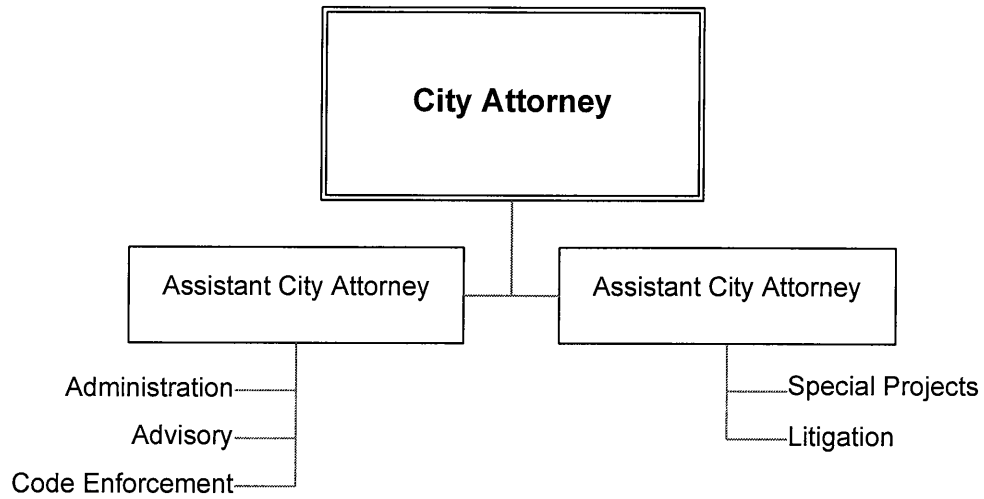 City Attorney
Assistant City Attorney
Assistant City Attorney
Administration
Advisory
Code Enforcement
Special Projects
Litigation